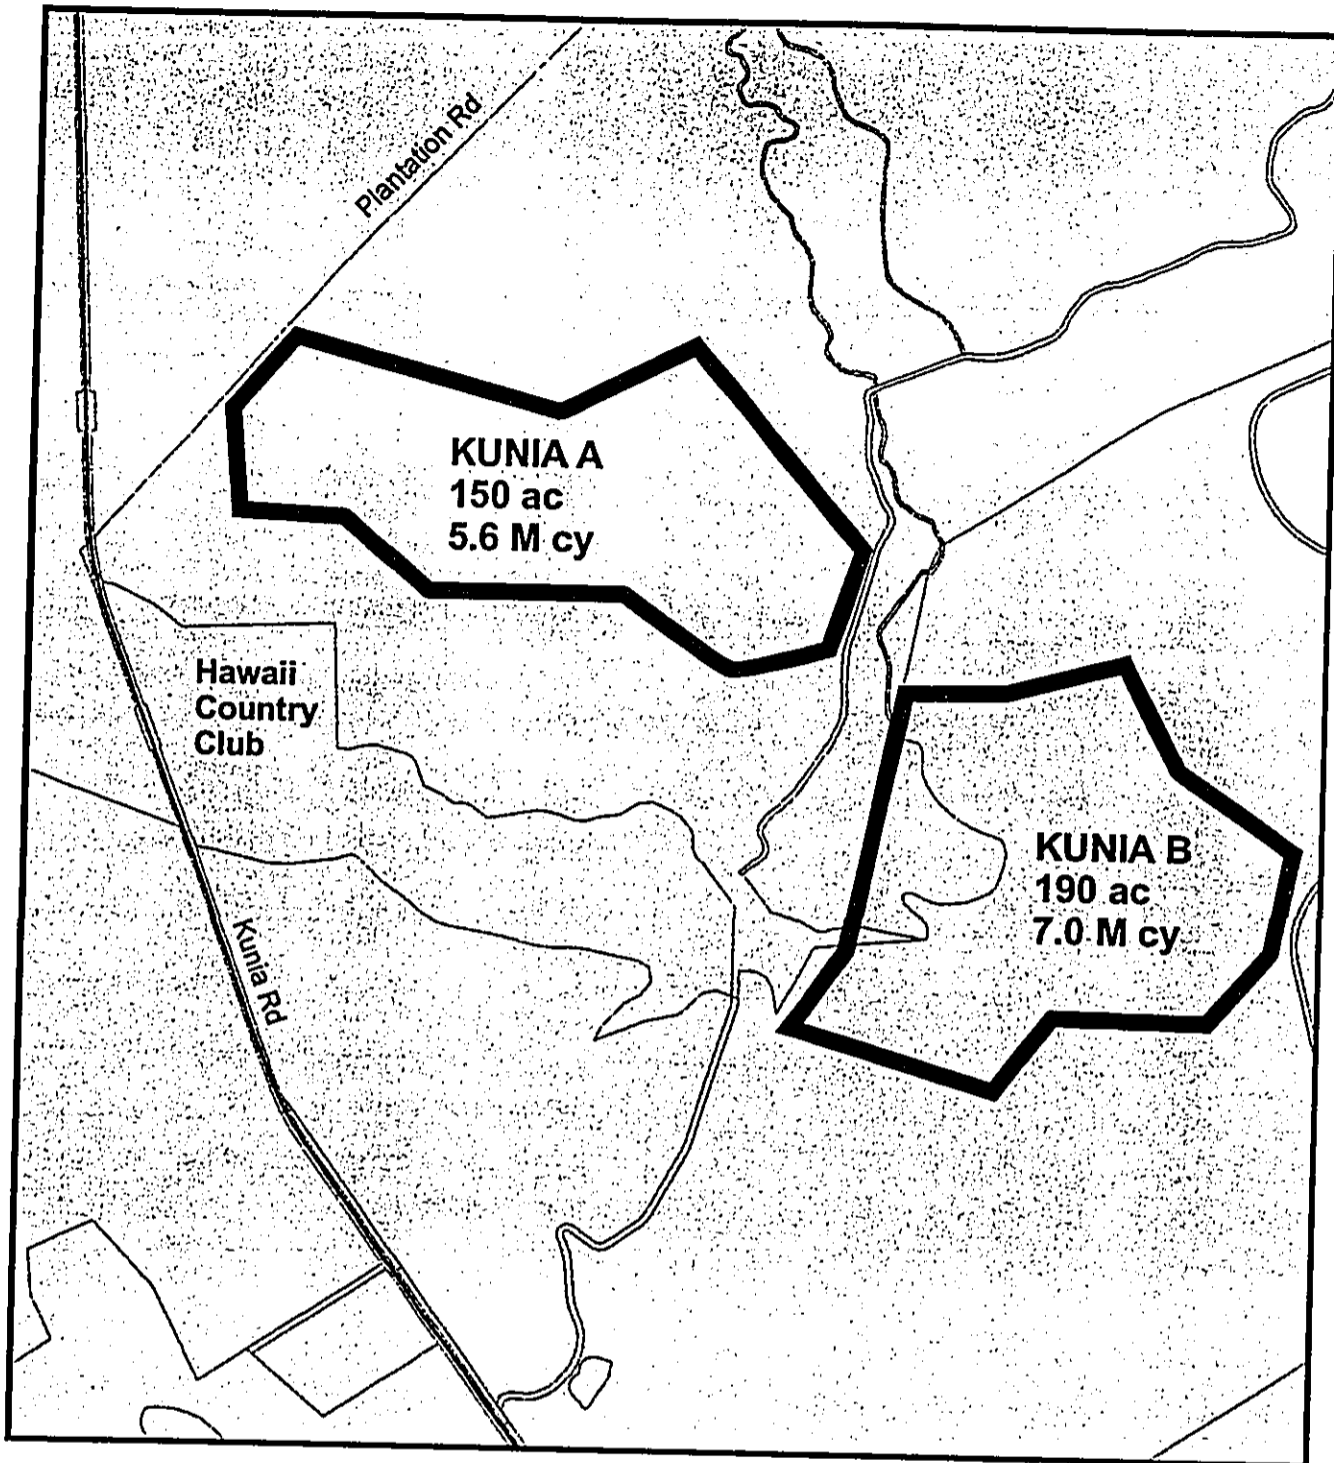 Plantation Rd
KUNIA A
150 ac
5.6 M cy
Hawaii
Country
Club
KUNIA B
190 ac
7.0 M cy
Kunia Rd